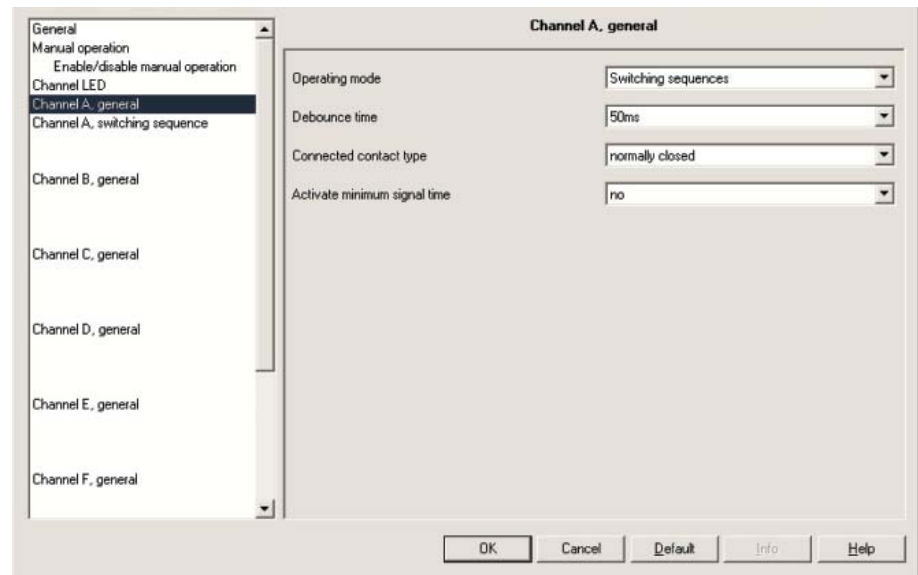 General
Manual operation
Enable/disable manual operation
Channel LED
Channel A, general
Channel A, switching sequence
Channel B, general
Channel C, general
Channel D, general
Channel E, general
Channel F, general
Channel A, general
Operating mode Switching sequences
Debounce time 50ms
Connected contact type normally closed
Activate minimum signal time no
OK Cancel Default Info Help